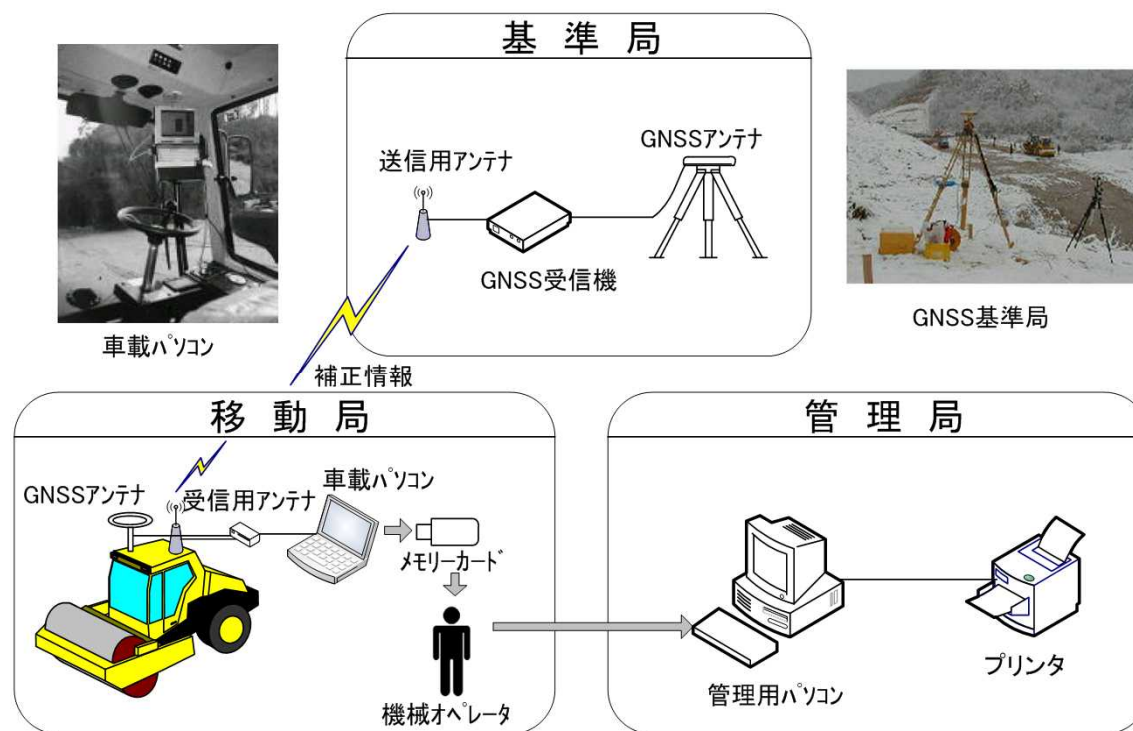 基準局
送信用アンテナ
GNSSアンテナ
GNSS受信機
車載ﾊﾟソコン
GNSS基準局
補正情報
移動局
GNSSアンテナ
受信用アンテナ
車載ﾊﾟソコン
メモリーカーﾄﾞ
機械オﾍﾟレータ
管理局
管理用ﾊﾟソコン
プリンタ